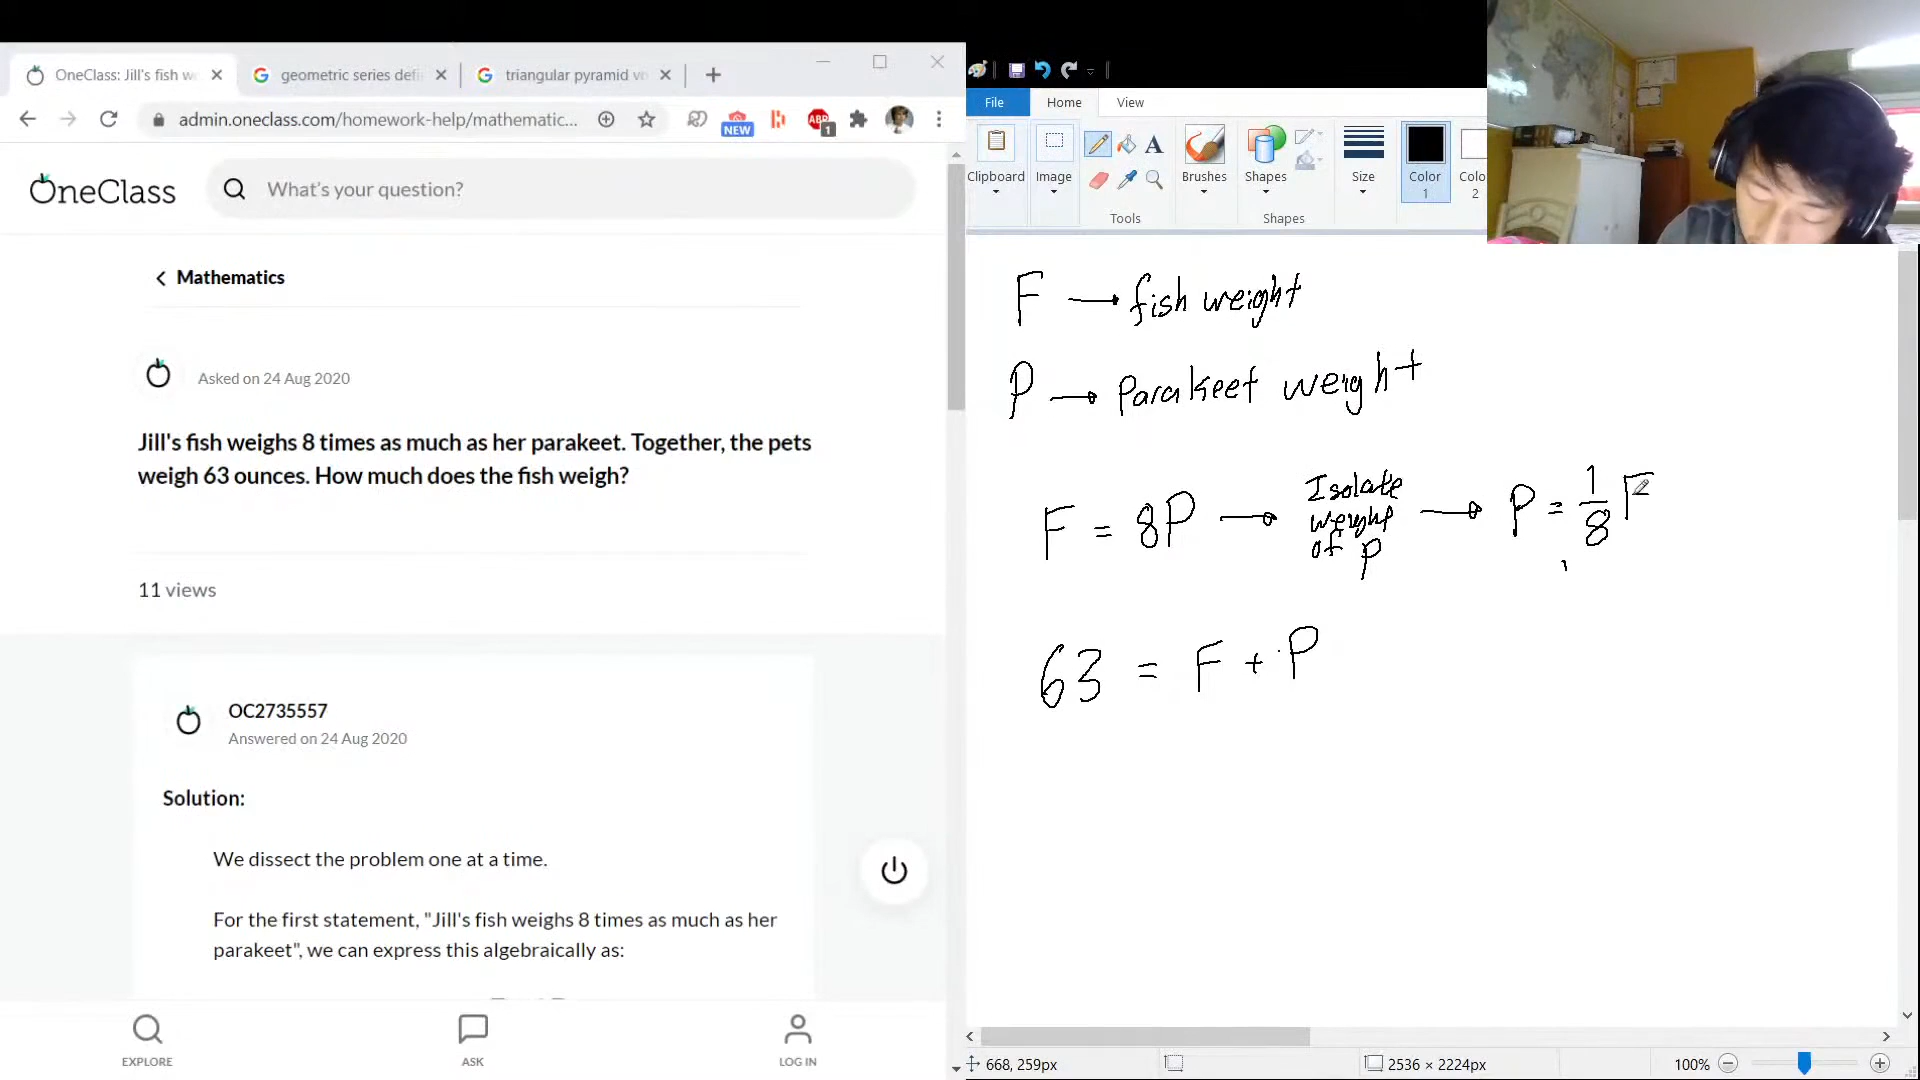 OneClass: Jill's fish we
geometric series defi
triangular pyramid vo
admin.oneclass.com/homework-help/mathematic...
NEW
ABP
1
OneClass
What's your question?
Mathematics
Asked on 24 Aug 2020
Jill's fish weighs 8 times as much as her parakeet. Together, the pets
weigh 63 ounces. How much does the fish weigh?
11 views
OC2735557
Answered on 24 Aug 2020
Solution:
We dissect the problem one at a time.
For the first statement, "Jill's fish weighs 8 times as much as her
parakeet", we can express this algebraically as:
EXPLORE
ASK
LOG IN
File
Home
View
Clipboard
Image
Tools
Brushes
Shapes
Shapes
Size
Color
1
Colo
2
F → fish weight
P → Parakeet weight
F = 8P → Isolate weight of P → P = 1/8 F
63 = F + P
668, 259px
2536 × 2224px
100%